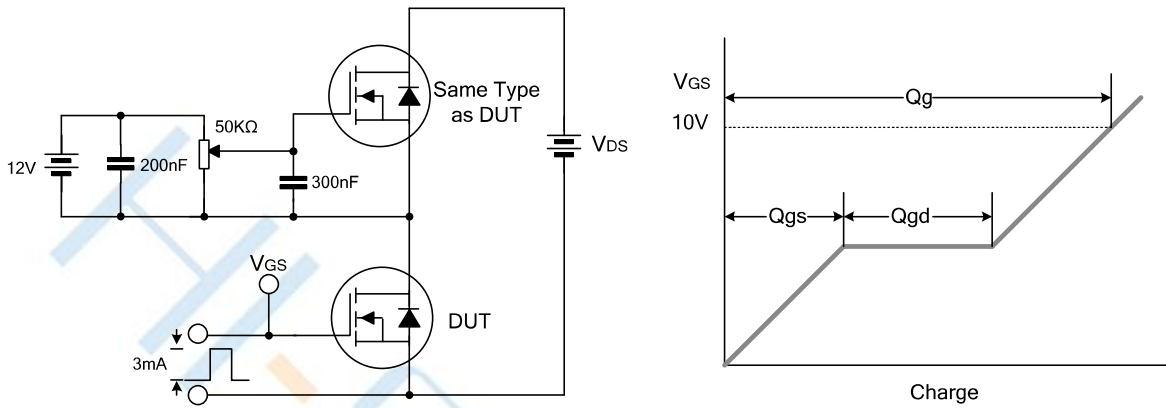 Same Type
as DUT
50KΩ
12V
200nF
300nF
VDS
VGS
DUT
3mA
VGS
10V
Qg
Qgs
Qgd
Charge